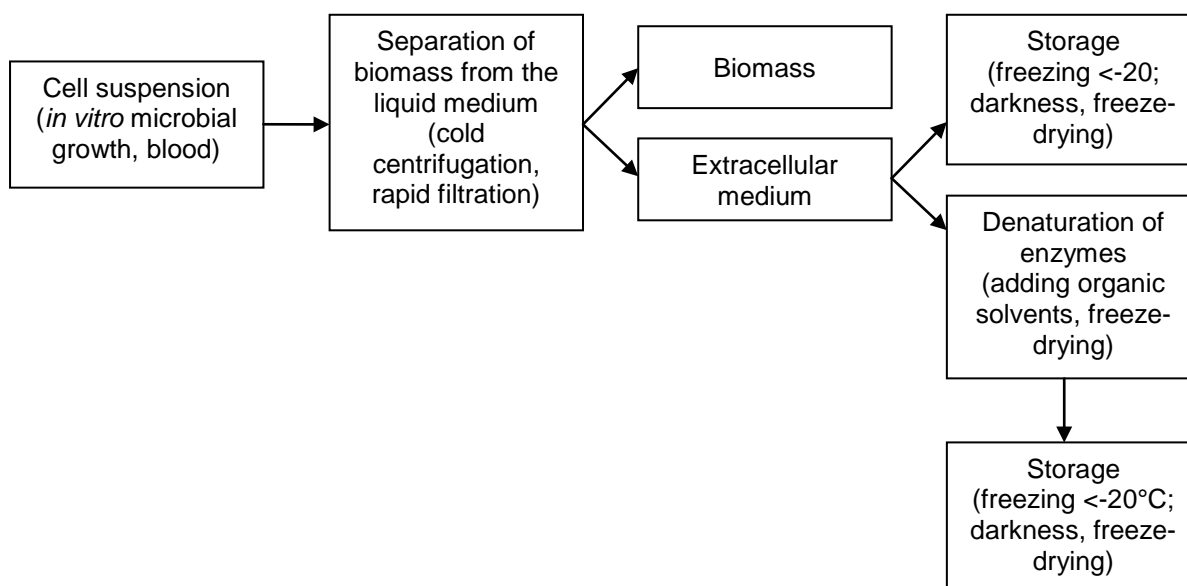 Cell suspension
(in vitro microbial
growth, blood)
Separation of
biomass from the
liquid medium
(cold
centrifugation,
rapid filtration)
Biomass
Extracellular
medium
Storage
(freezing <-20;
darkness, freeze-
drying)
Denaturation of
enzymes
(adding organic
solvents, freeze-
drying)
Storage
(freezing <-20°C;
darkness, freeze-
drying)